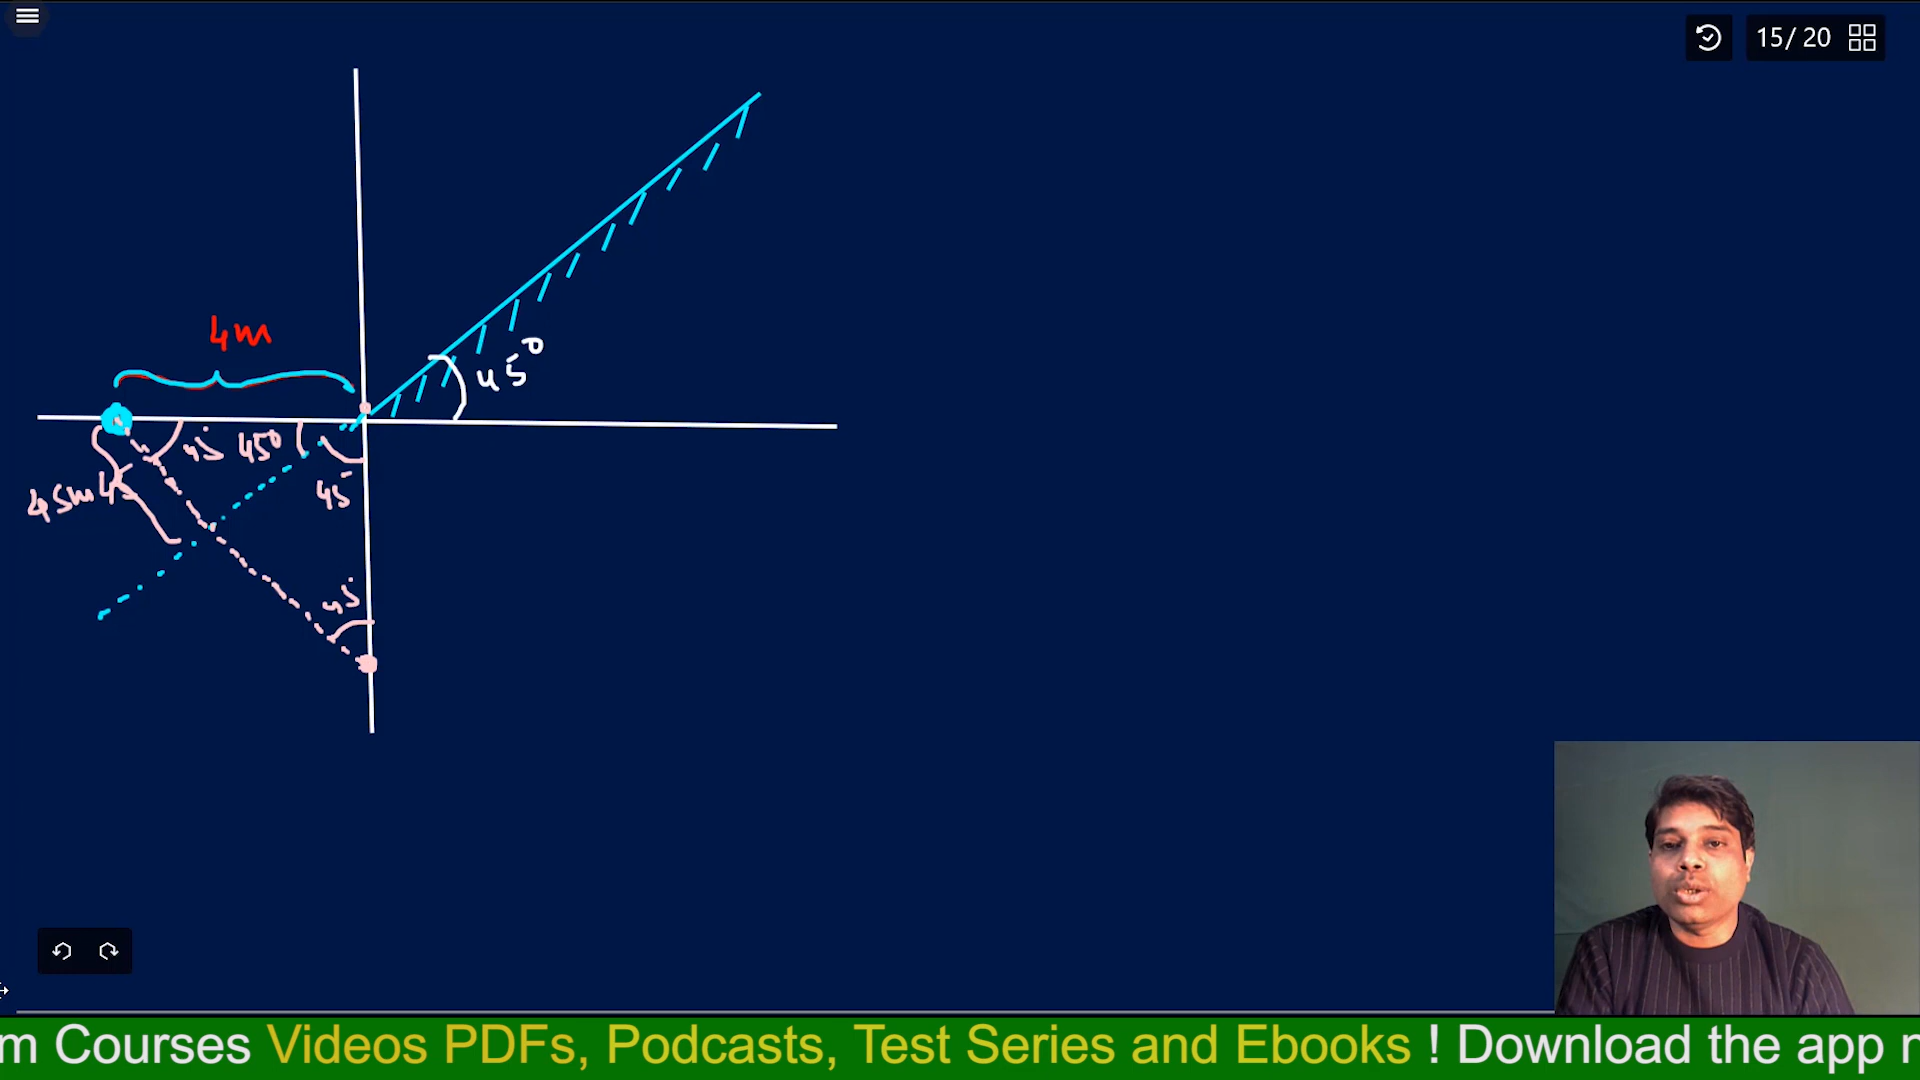 15/ 20
4m
45°
45 45°
4 sin 45
45
45
m Courses Videos PDFs, Podcasts, Test Series and Ebooks ! Download the app